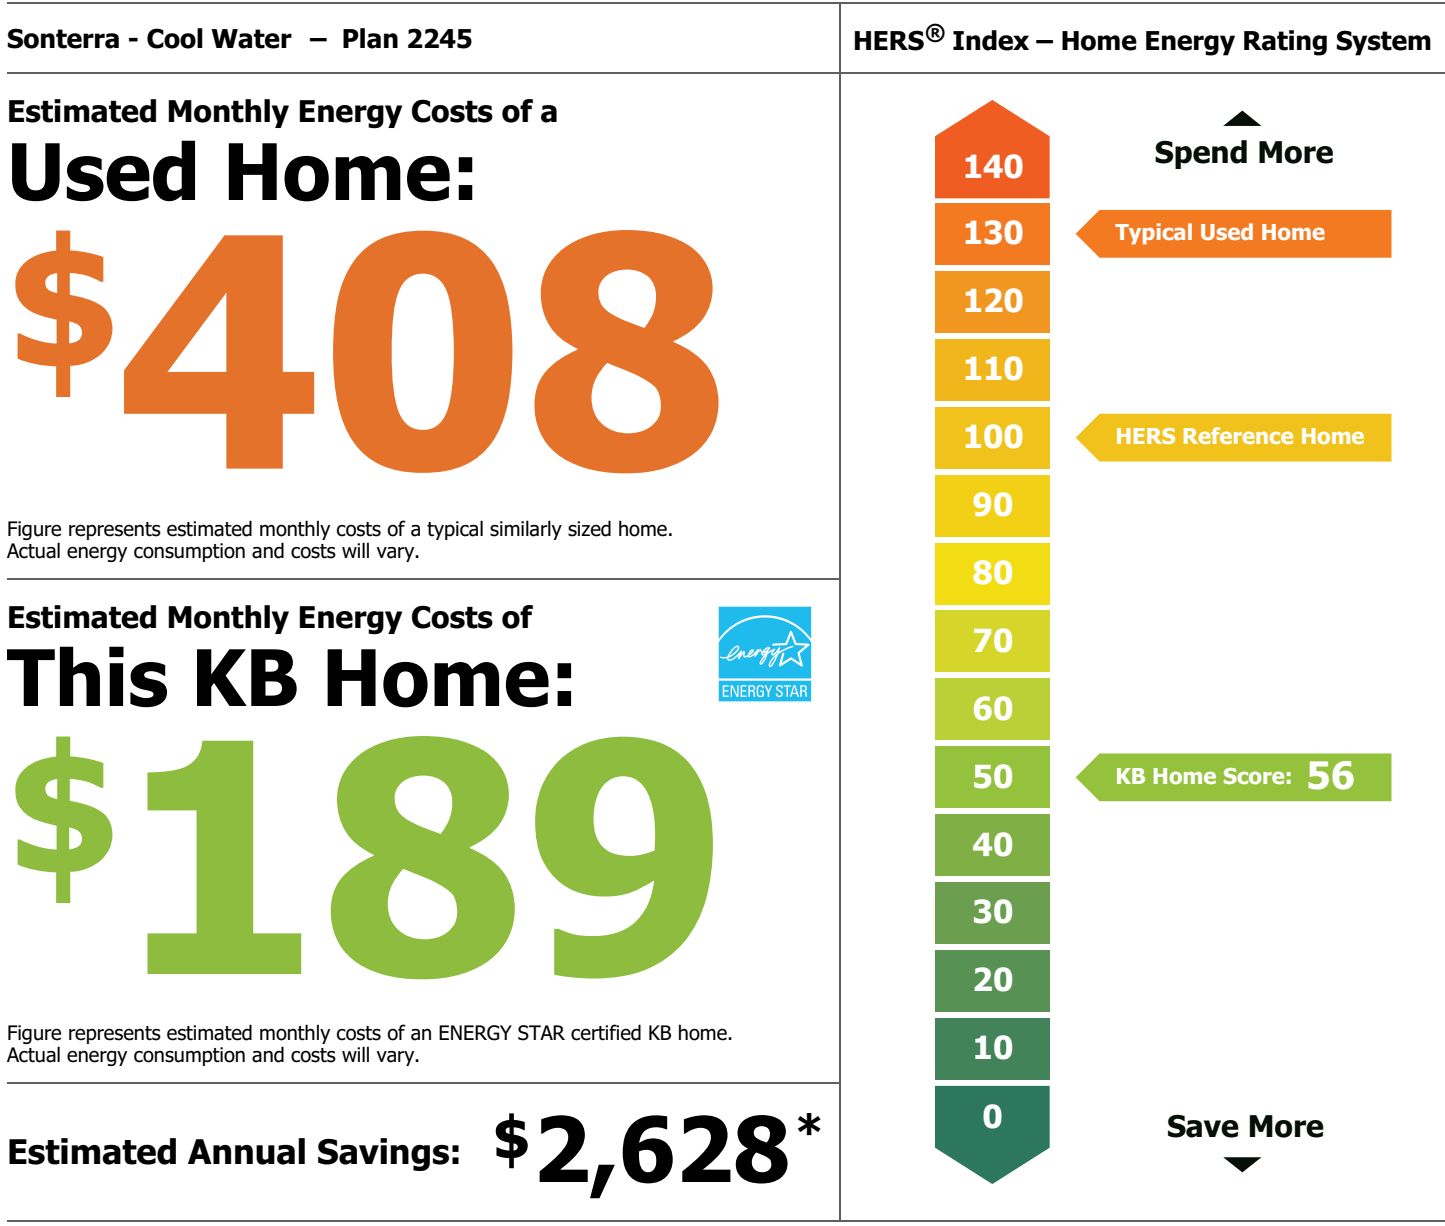 Sonterra - Cool Water – Plan 2245
Estimated Monthly Energy Costs of a
Used Home:
$408
Figure represents estimated monthly costs of a typical similarly sized home.
Actual energy consumption and costs will vary.
Estimated Monthly Energy Costs of
This KB Home:
energy
ENERGY STAR
$189
Figure represents estimated monthly costs of an ENERGY STAR certified KB home.
Actual energy consumption and costs will vary.
Estimated Annual Savings: $2,628*
HERS® Index – Home Energy Rating System
Spend More
140
130 Typical Used Home
120
110
100 HERS Reference Home
90
80
70
60
50 KB Home Score: 56
40
30
20
10
0
Save More